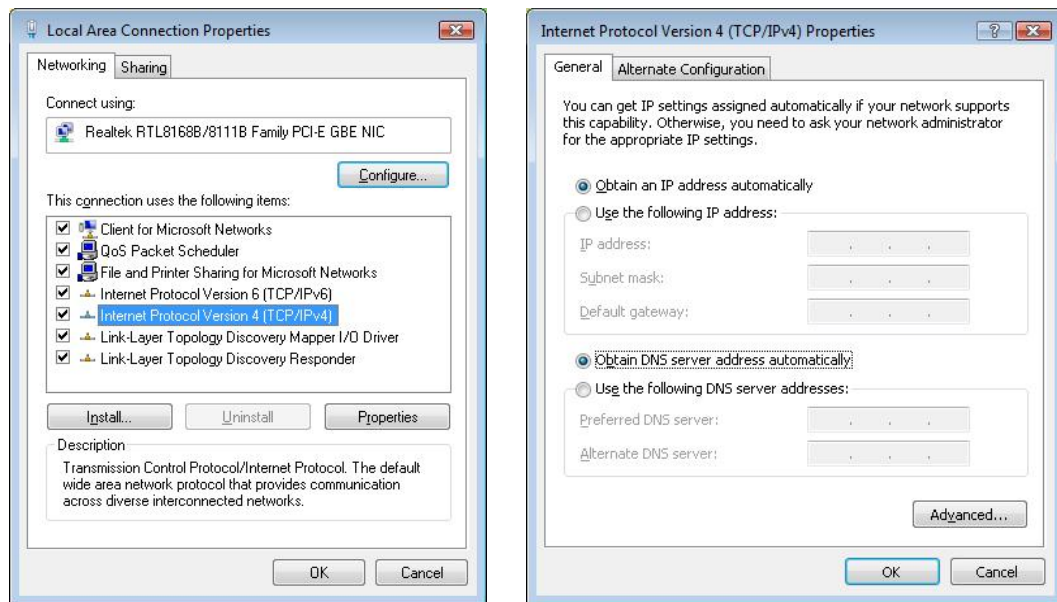 Local Area Connection Properties
Networking
Sharing
Connect using:
Realtek RTL8168B/8111B Family PCI-E GBE NIC
Configure...
This connection uses the following items:
Client for Microsoft Networks
QoS Packet Scheduler
File and Printer Sharing for Microsoft Networks
Internet Protocol Version 6 (TCP/IPv6)
Internet Protocol Version 4 (TCP/IPv4)
Link-Layer Topology Discovery Mapper I/O Driver
Link-Layer Topology Discovery Responder
Install...
Uninstall
Properties
Description
Transmission Control Protocol/Internet Protocol. The default
wide area network protocol that provides communication
across diverse interconnected networks.
OK
Cancel
Internet Protocol Version 4 (TCP/IPv4) Properties
General
Alternate Configuration
You can get IP settings assigned automatically if your network supports
this capability. Otherwise, you need to ask your network administrator
for the appropriate IP settings.
Obtain an IP address automatically
Use the following IP address:
IP address:
Subnet mask:
Default gateway:
Obtain DNS server address automatically
Use the following DNS server addresses:
Preferred DNS server:
Alternate DNS server:
Advanced...
OK
Cancel